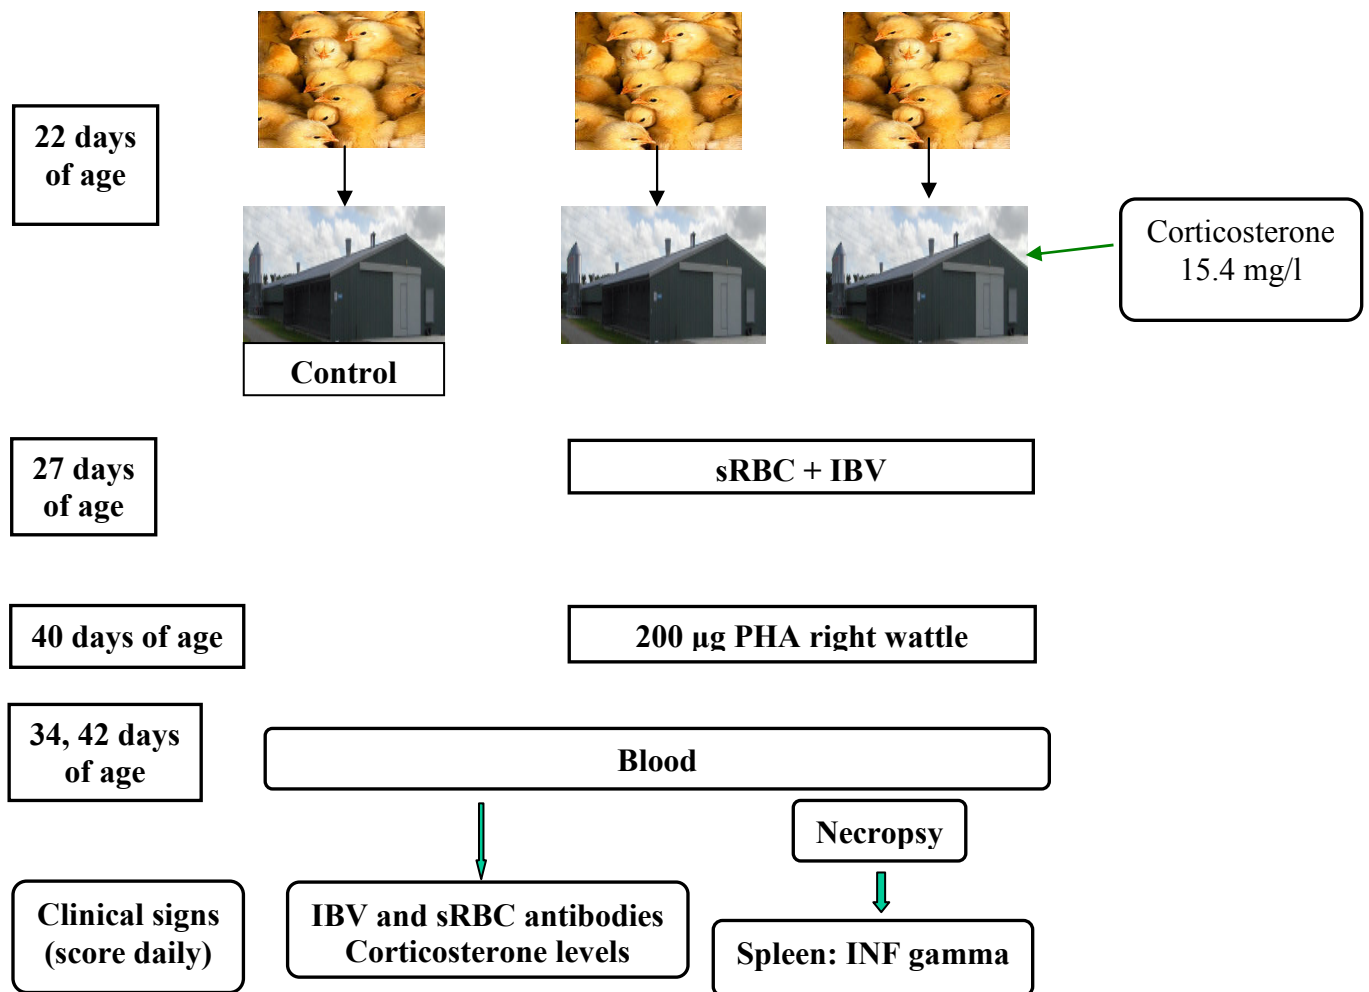 22 days
of age
Corticosterone
15.4 mg/l
Control
27 days
of age
sRBC + IBV
40 days of age
200 µg PHA right wattle
34, 42 days
of age
Blood
Necropsy
Clinical signs
(score daily)
IBV and sRBC antibodies
Corticosterone levels
Spleen: INF gamma